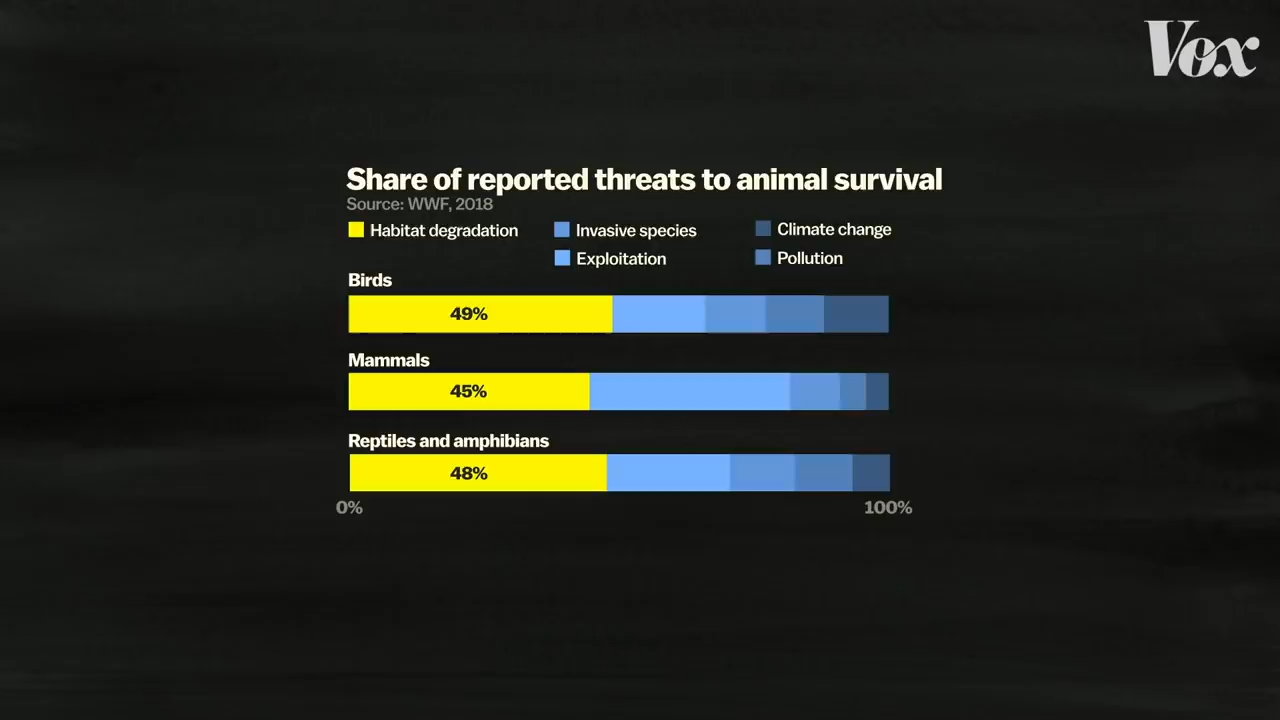 Vox
Share of reported threats to animal survival
Source: WWF, 2018
Habitat degradation
Invasive species
Climate change
Exploitation
Pollution
Birds
49%
Mammals
45%
Reptiles and amphibians
48%
0%
100%